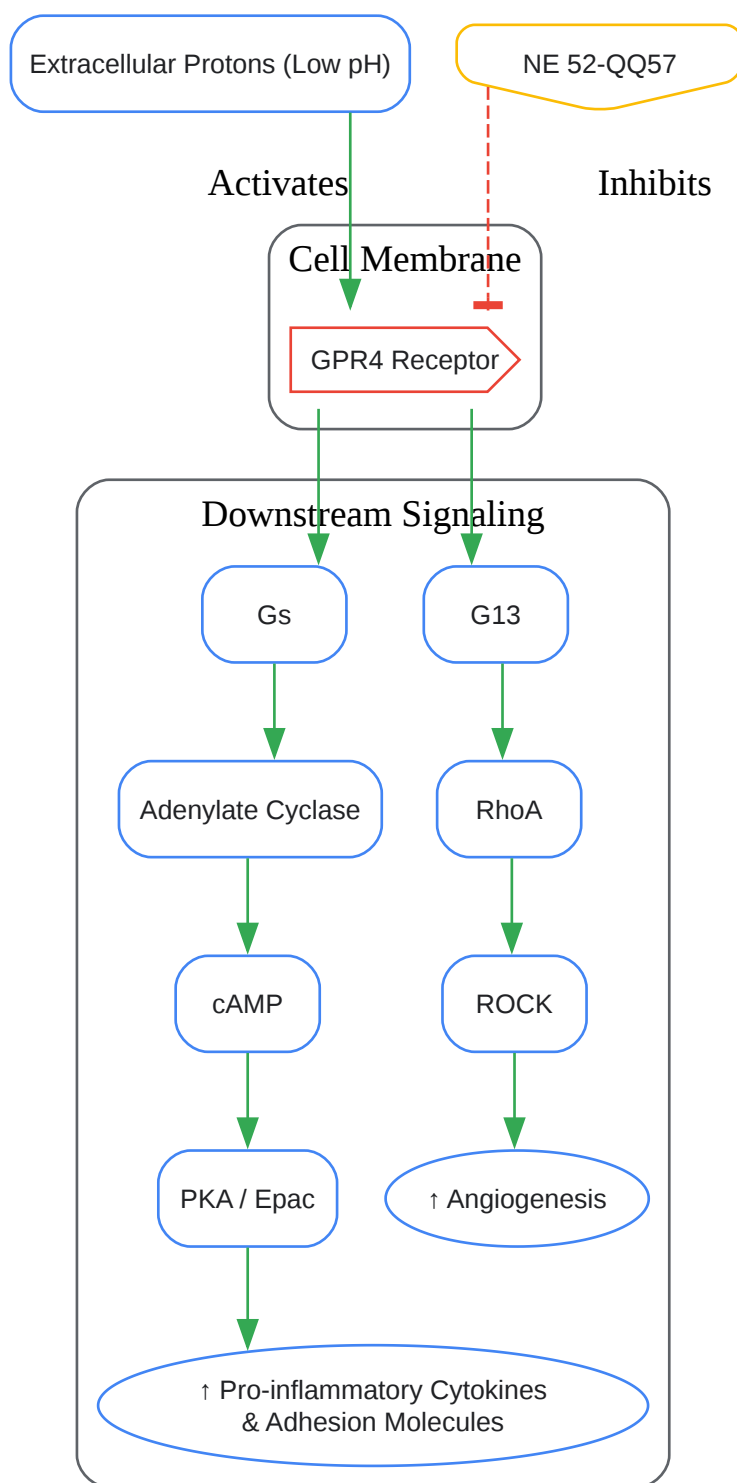 Extracellular Protons (Low pH)
NE 52-QQ57
Activates
Inhibits
Cell Membrane
GPR4 Receptor
Downstream Signaling
Gs
G13
Adenylate Cyclase
RhoA
cAMP
ROCK
PKA / Epac
↑ Angiogenesis
↑ Pro-inflammatory Cytokines
& Adhesion Molecules